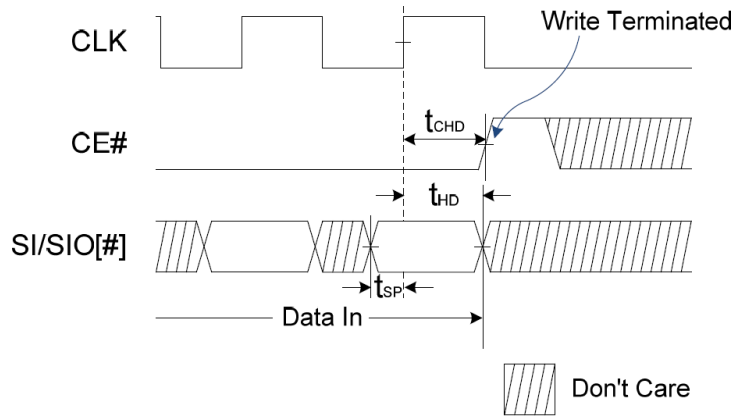 Write Terminated
CLK
tCHD
CE#
tHD
SI/SIO[#]
tSP
Data In
Don't Care